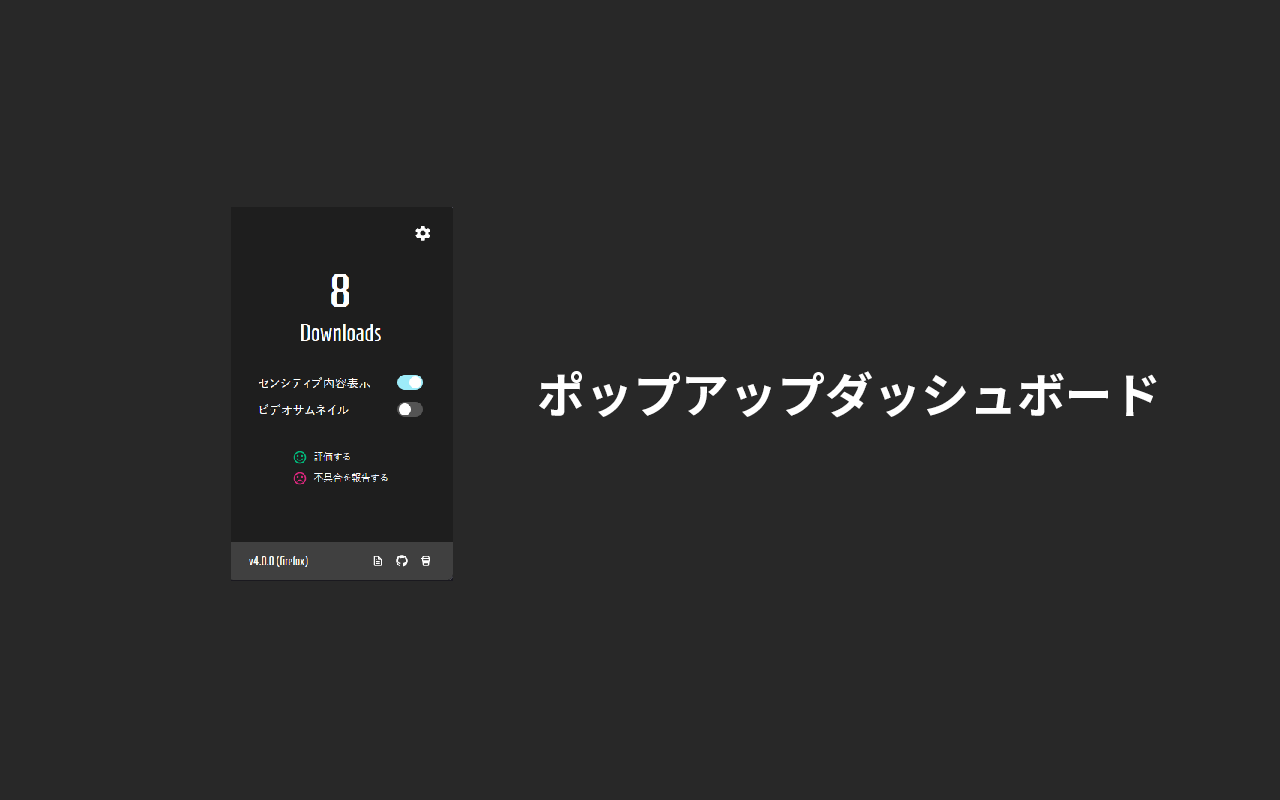 8
Downloads
センシティブ内容表示
ビデオサムネイル
評価する
不具合を報告する
v4.0.0 (firefox)
ポップアップダッシュボード